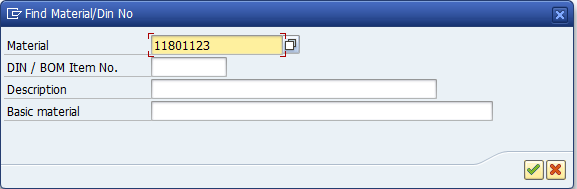 Find Material/Din No
Material 11801123
DIN / BOM Item No.
Description
Basic material